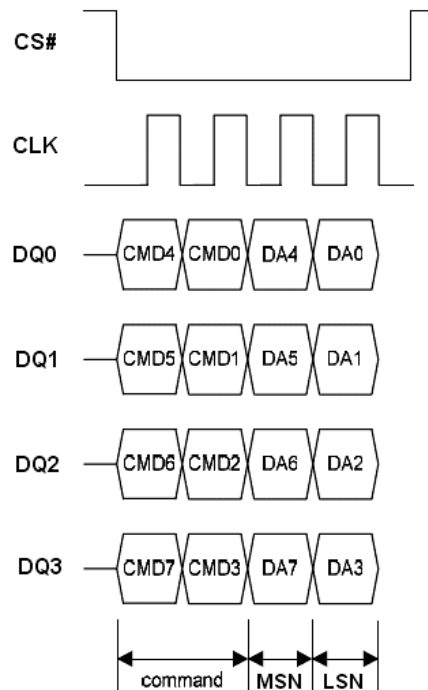 CS#
CLK
DQ0 CMD4 CMD0 DA4 DA0
DQ1 CMD5 CMD1 DA5 DA1
DQ2 CMD6 CMD2 DA6 DA2
DQ3 CMD7 CMD3 DA7 DA3
command MSN LSN